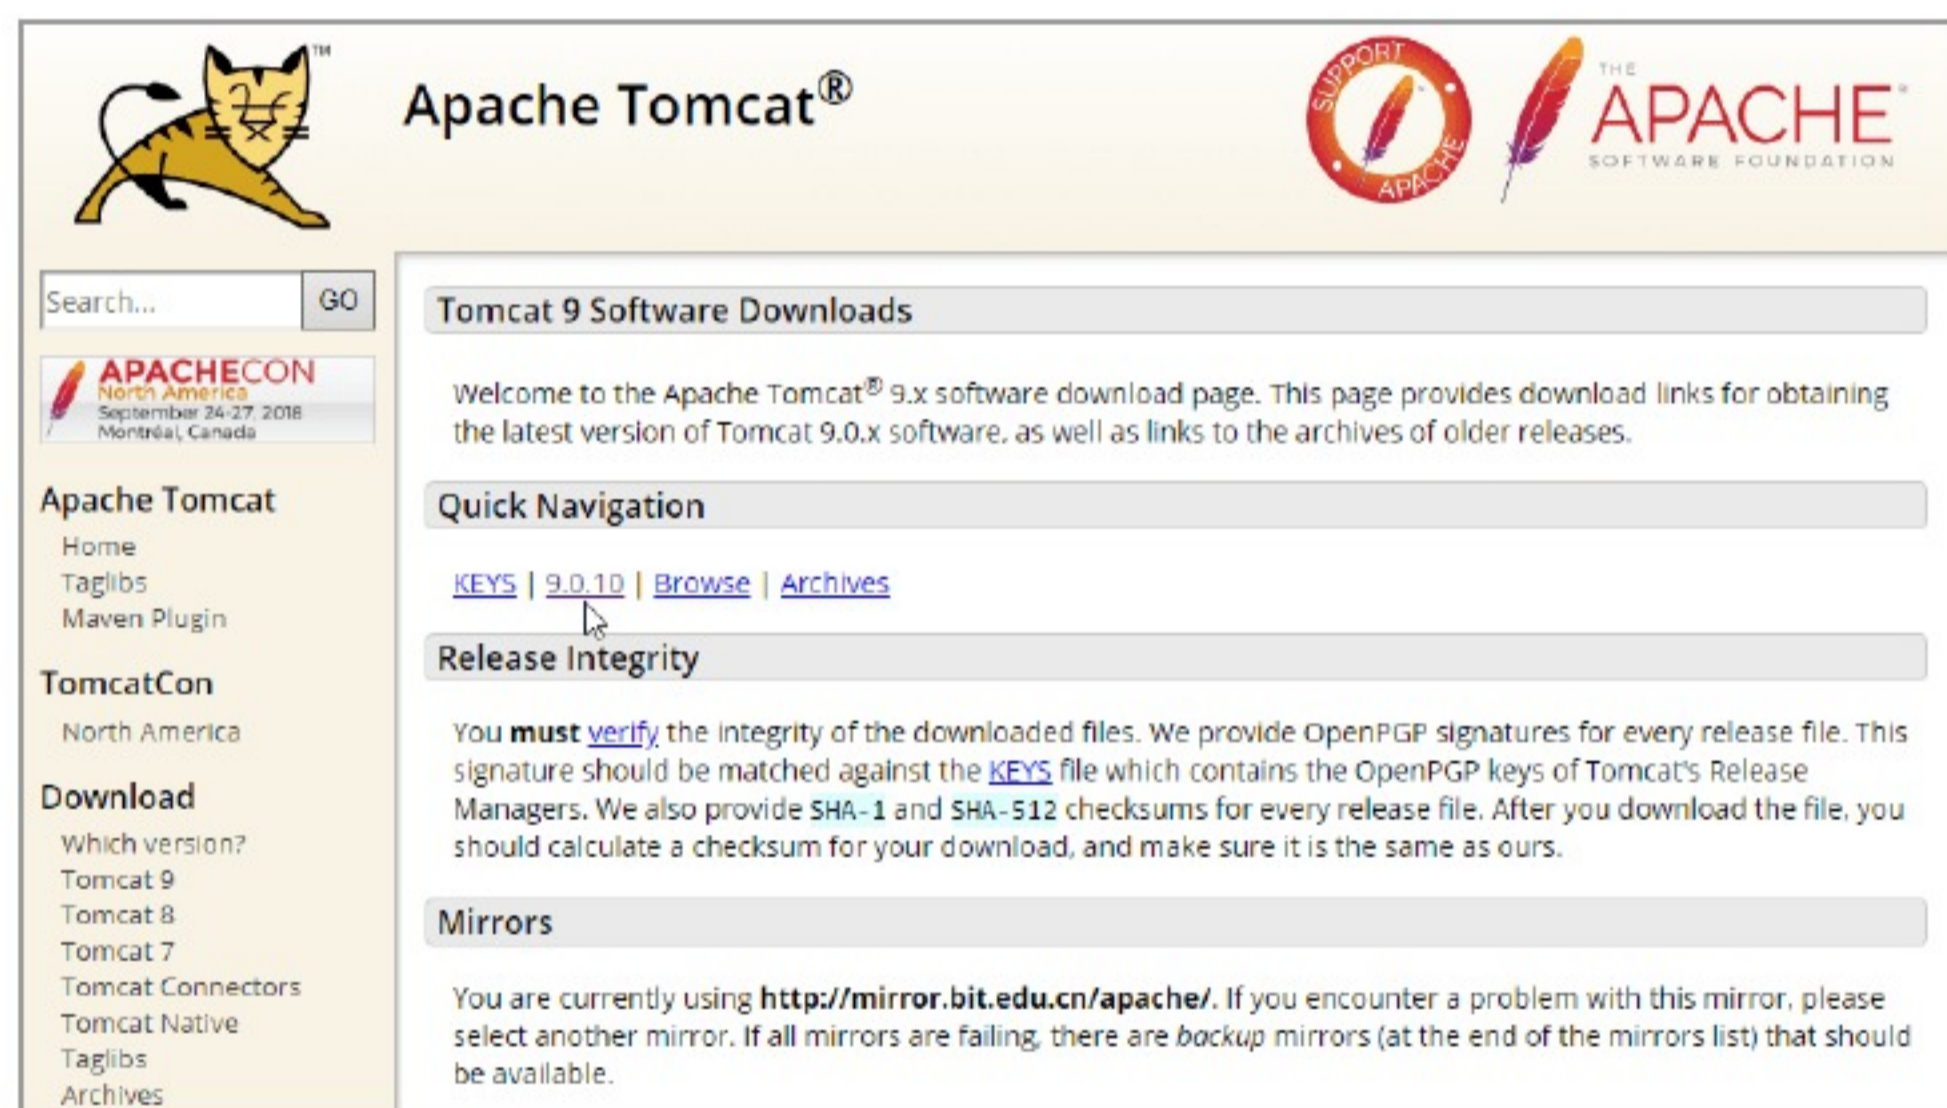 TM
Apache Tomcat®
SUPPORT
APACHE
THE
APACHE®
SOFTWARE FOUNDATION
Search...
GO
APACHECON
North America
September 24-27, 2018
Montréal, Canada
Apache Tomcat
Home
Taglibs
Maven Plugin
TomcatCon
North America
Download
Which version?
Tomcat 9
Tomcat 8
Tomcat 7
Tomcat Connectors
Tomcat Native
Taglibs
Archives
Tomcat 9 Software Downloads
Welcome to the Apache Tomcat® 9.x software download page. This page provides download links for obtaining
the latest version of Tomcat 9.0.x software, as well as links to the archives of older releases.
Quick Navigation
KEYS | 9.0.10 | Browse | Archives
Release Integrity
You must verify the integrity of the downloaded files. We provide OpenPGP signatures for every release file. This
signature should be matched against the KEYS file which contains the OpenPGP keys of Tomcat's Release
Managers. We also provide SHA-1 and SHA-512 checksums for every release file. After you download the file, you
should calculate a checksum for your download, and make sure it is the same as ours.
Mirrors
You are currently using http://mirror.bit.edu.cn/apache/. If you encounter a problem with this mirror, please
select another mirror. If all mirrors are failing, there are backup mirrors (at the end of the mirrors list) that should
be available.